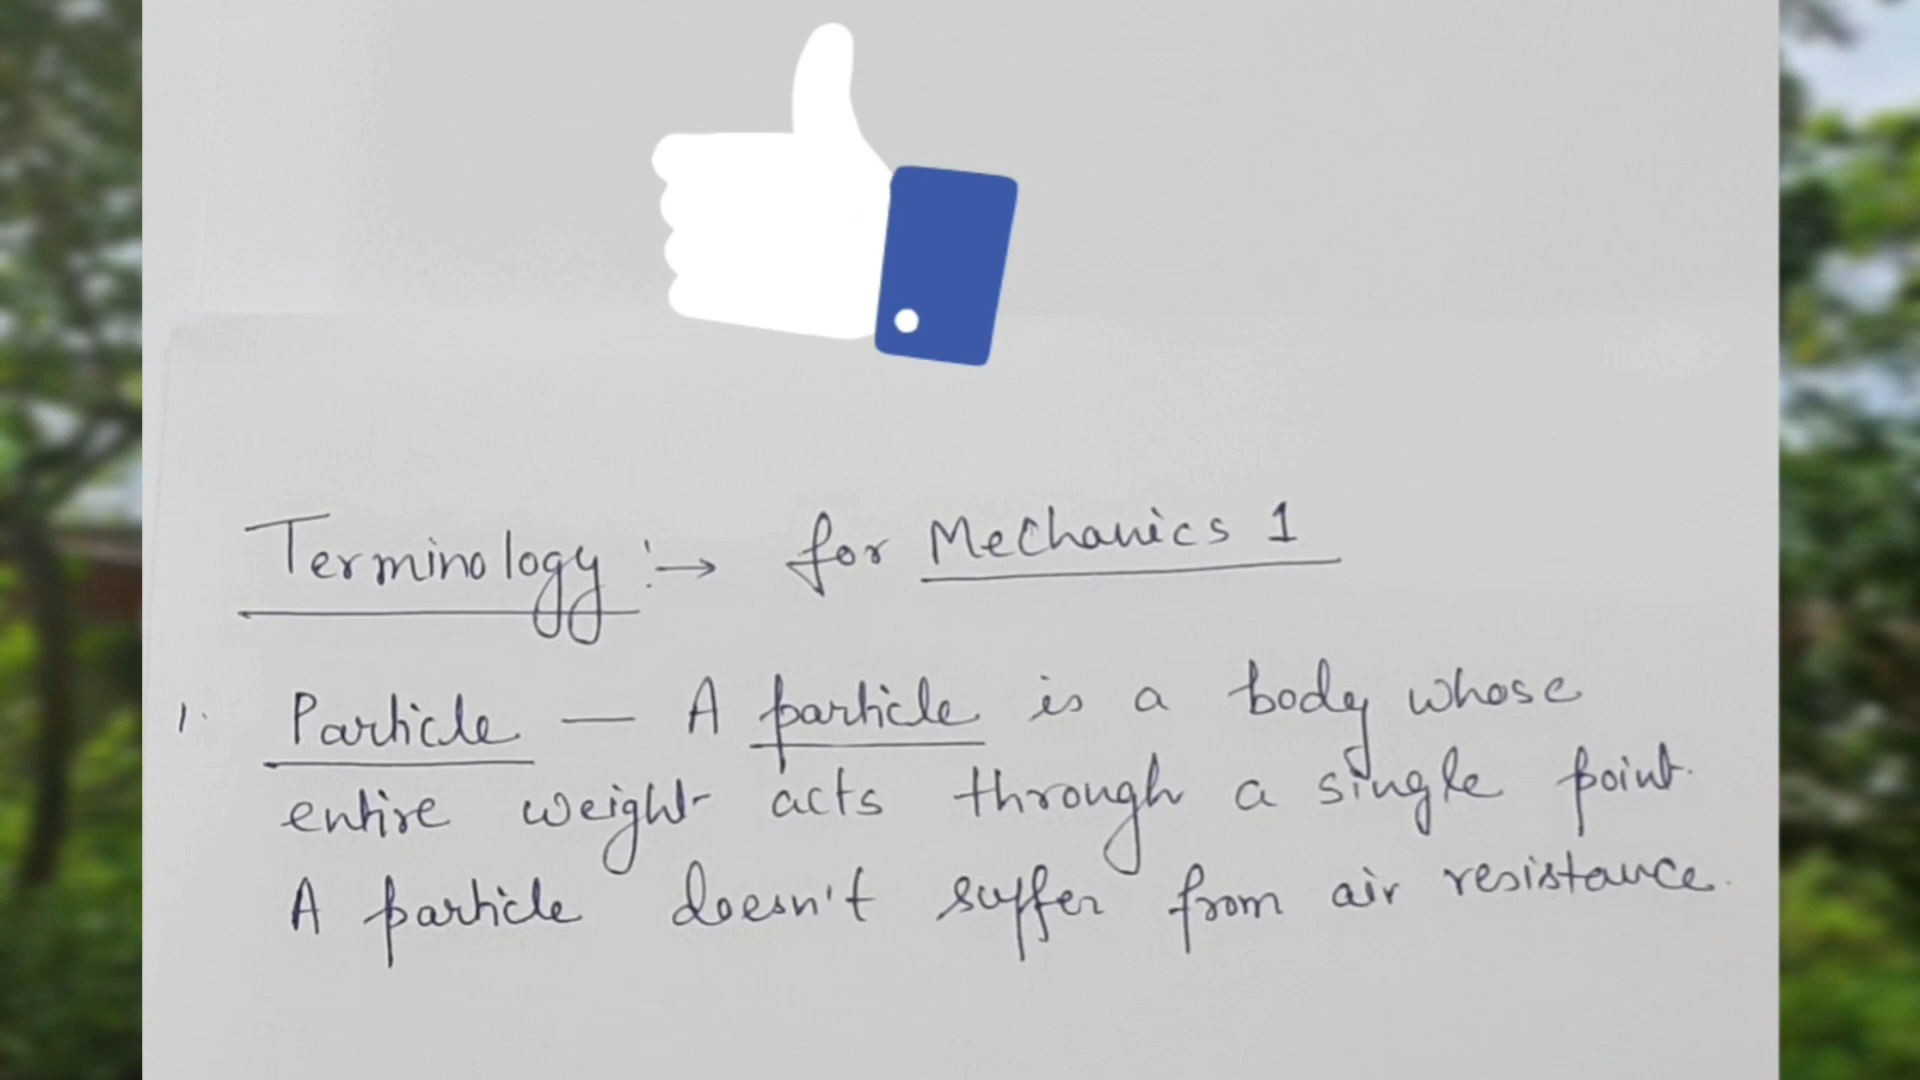 Terminology :→ for Mechanics 1
1. Particle — A particle is a body whose
entire weight acts through a single point.
A particle doesn't suffer from air resistance.